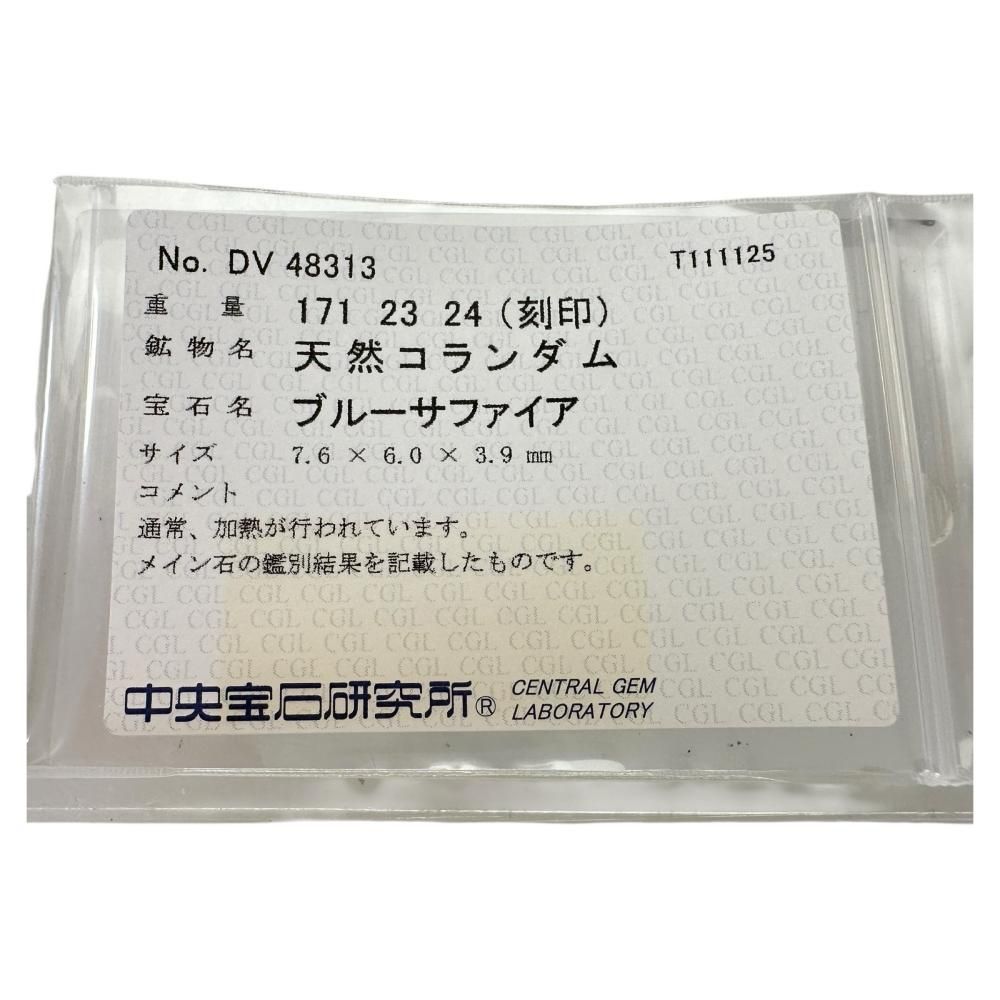 No. DV 48313 T111125
重量 171 23 24 (刻印)
鉱物名 天然コランダム
宝石名 ブルーサファイア
サイズ 7.6 × 6.0 × 3.9 mm
コメント
通常、加熱が行われています。
メイン石の鑑別結果を記載したものです。
中央宝石研究所® CENTRAL GEM
LABORATORY